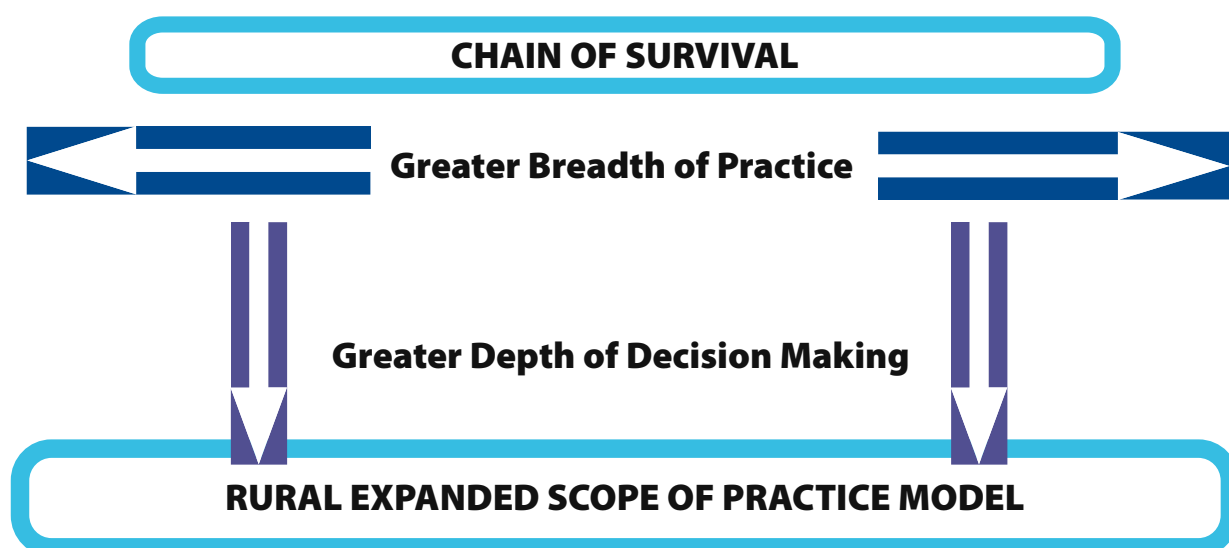 CHAIN OF SURVIVAL
Greater Breadth of Practice
Greater Depth of Decision Making
RURAL EXPANDED SCOPE OF PRACTICE MODEL